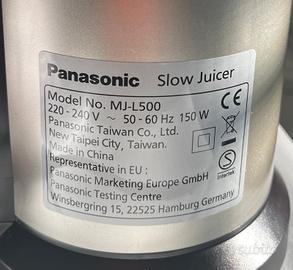 Panasonic Slow Juicer
Model No. MJ-L500
220 - 240 V ~ 50 - 60 Hz 150 W
Panasonic Taiwan Co., Ltd.
New Taipei City, Taiwan.
Made in China
Representative in EU :
Panasonic Marketing Europe GmbH
Panasonic Testing Centre
Winsbergring 15, 22525 Hamburg Germany
CE
S
Intertek
subito